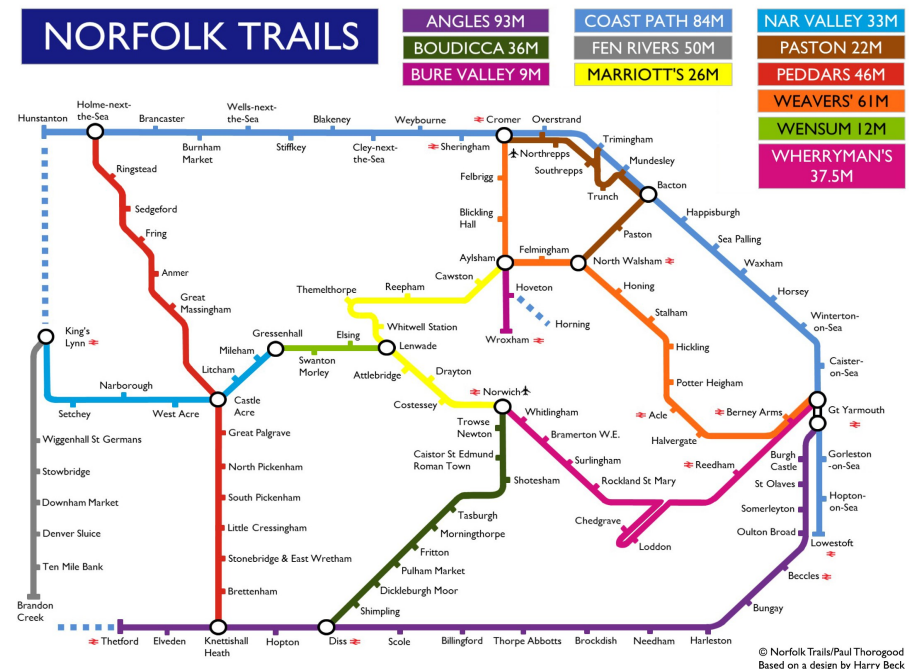 NORFOLK TRAILS
ANGLES 93M
BOUDICCA 36M
BURE VALLEY 9M
COAST PATH 84M
FEN RIVERS 50M
MARRIOTT'S 26M
NAR VALLEY 33M
PASTON 22M
PEDDARS 46M
WEAVERS' 61M
WENSUM 12M
WHERRYMAN'S
37.5M
Hunstanton
Holme-next-
the-Sea
Brancaster
Burnham
Market
Wells-next-
the-Sea
Stiffkey
Blakeney
Cley-next-
the-Sea
Weybourne
Sheringham
Cromer
Overstrand
Trimingham
Mundesley
Northrepps
Southrepps
Trunch
Bacton
Paston
Happisburgh
Sea Palling
Waxham
Horsey
Winterton-
on-Sea
Caister-
on-Sea
Ringstead
Sedgeford
Fring
Anmer
Great
Massingham
Felbrigg
Blickling
Hall
Aylsham
Felmingham
North Walsham
Cawston
Reepham
Themelthorpe
Whitwell Station
Lenwade
Hoveton
Horning
Wroxham
Honing
Stalham
Hickling
Potter Heigham
Acle
Halvergate
Berney Arms
Gt Yarmouth
King's
Lynn
Setchey
Narborough
West Acre
Castle
Acre
Litcham
Mileham
Gressenhall
Swanton
Morley
Elsing
Attlebridge
Drayton
Costessey
Norwich
Whitlingham
Bramerton W.E.
Surlingham
Rockland St Mary
Chedgrave
Loddon
Reedham
Trowse
Newton
Caistor St Edmund
Roman Town
Shotesham
Tasburgh
Morningthorpe
Fritton
Pulham Market
Dickleburgh Moor
Shimpling
Great Palgrave
North Pickenham
South Pickenham
Little Cressingham
Stonebridge & East Wretham
Brettenham
Wiggenhall St Germans
Stowbridge
Downham Market
Denver Sluice
Ten Mile Bank
Brandon
Creek
Burgh
Castle
St Olaves
Somerleyton
Oulton Broad
Gorleston
-on-Sea
Hopton-
on-Sea
Lowestoft
Beccles
Bungay
Thetford
Elveden
Knettishall
Heath
Hopton
Diss
Scole
Billingford
Thorpe Abbotts
Brockdish
Needham
Harleston
© Norfolk Trails/Paul Thorogood
Based on a design by Harry Beck